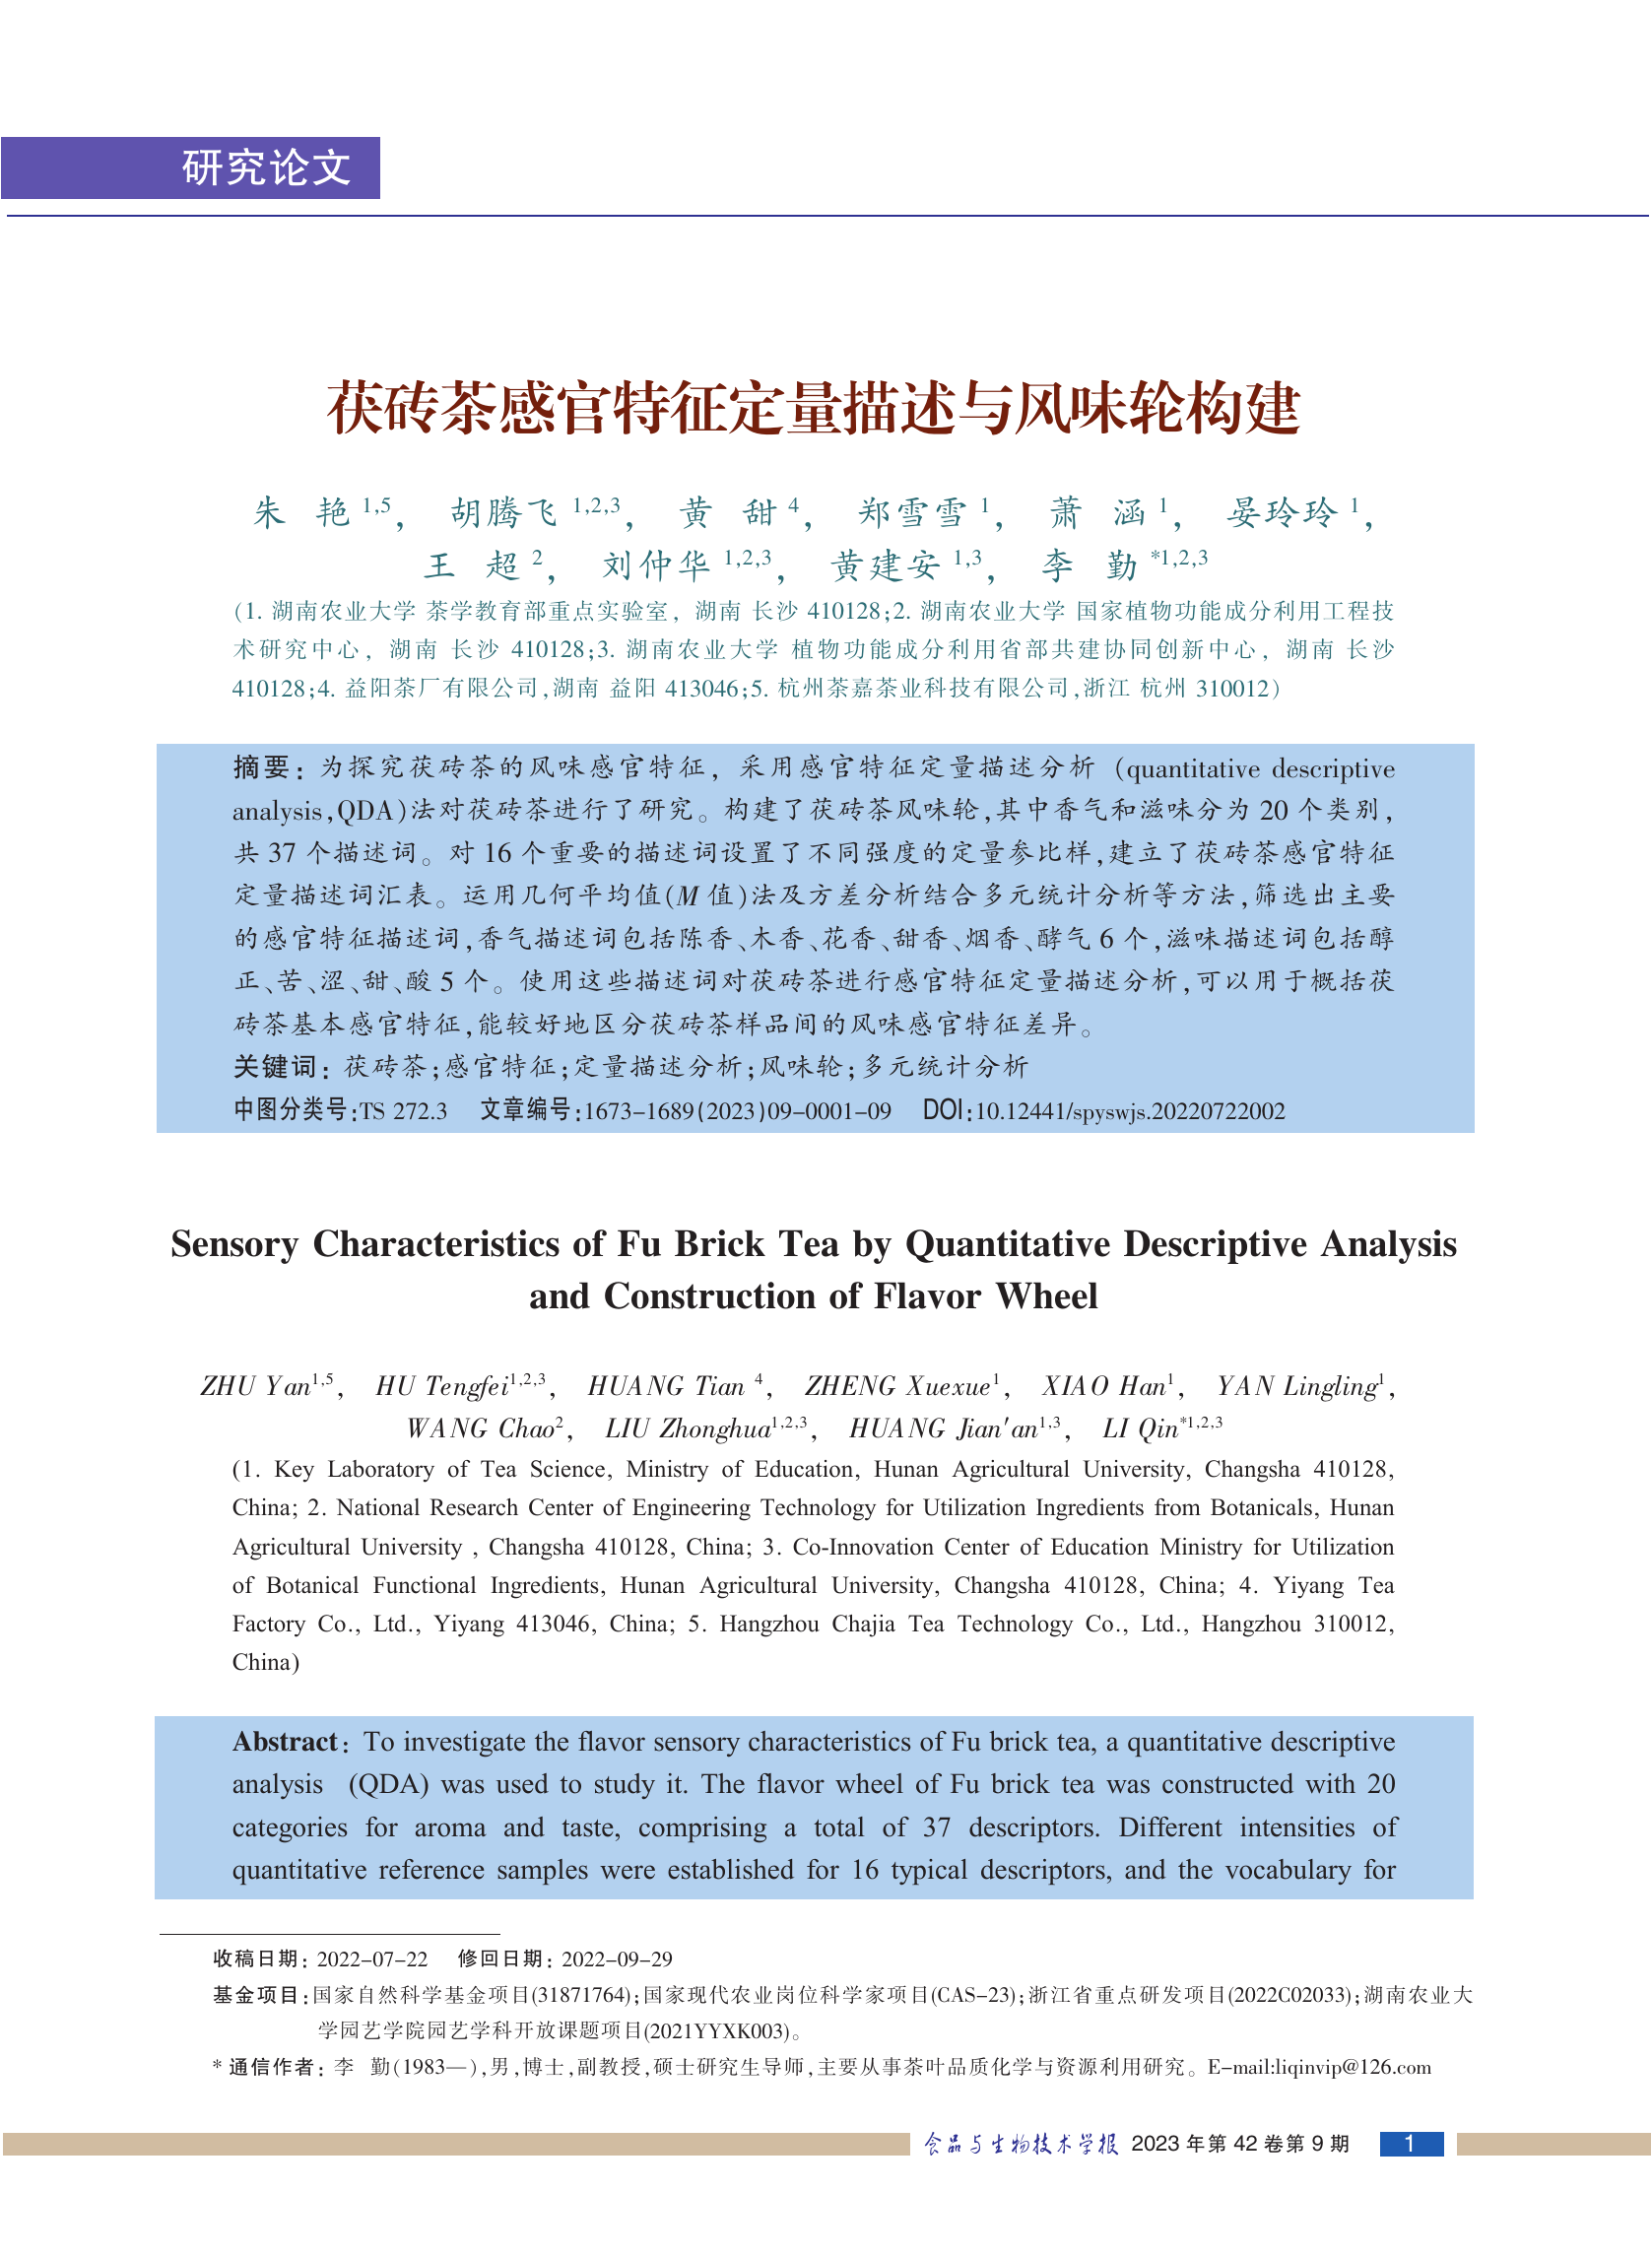 研究论文
茯砖茶感官特征定量描述与风味轮构建
朱 艳 1,5, 胡腾飞 1,2,3, 黄 甜 4, 郑雪雪 1, 萧 涵 1, 晏玲玲 1,
王 超 2, 刘仲华 1,2,3, 黄建安 1,3, 李 勤 *1,2,3
(1. 湖南农业大学 茶学教育部重点实验室, 湖南 长沙 410128;2. 湖南农业大学 国家植物功能成分利用工程技
术研究中心, 湖南 长沙 410128;3. 湖南农业大学 植物功能成分利用省部共建协同创新中心, 湖南 长沙
410128;4. 益阳茶厂有限公司,湖南 益阳 413046;5. 杭州茶嘉茶业科技有限公司,浙江 杭州 310012)
摘要: 为探究茯砖茶的风味感官特征, 采用感官特征定量描述分析 (quantitative descriptive
analysis,QDA)法对茯砖茶进行了研究。构建了茯砖茶风味轮,其中香气和滋味分为 20 个类别,
共 37 个描述词。对 16 个重要的描述词设置了不同强度的定量参比样,建立了茯砖茶感官特征
定量描述词汇表。运用几何平均值(M 值)法及方差分析结合多元统计分析等方法,筛选出主要
的感官特征描述词,香气描述词包括陈香、木香、花香、甜香、烟香、酵气 6 个,滋味描述词包括醇
正、苦、涩、甜、酸 5 个。使用这些描述词对茯砖茶进行感官特征定量描述分析,可以用于概括茯
砖茶基本感官特征,能较好地区分茯砖茶样品间的风味感官特征差异。
关键词: 茯砖茶;感官特征;定量描述分析;风味轮;多元统计分析
中图分类号:TS 272.3 文章编号:1673-1689(2023)09-0001-09 DOI:10.12441/spyswjs.20220722002
Sensory Characteristics of Fu Brick Tea by Quantitative Descriptive Analysis
and Construction of Flavor Wheel
ZHU Yan1,5, HU Tengfei1,2,3, HUANG Tian 4, ZHENG Xuexue1, XIAO Han1, YAN Lingling1,
WANG Chao2, LIU Zhonghua1,2,3, HUANG Jian'an1,3, LI Qin*1,2,3
(1. Key Laboratory of Tea Science, Ministry of Education, Hunan Agricultural University, Changsha 410128,
China; 2. National Research Center of Engineering Technology for Utilization Ingredients from Botanicals, Hunan
Agricultural University , Changsha 410128, China; 3. Co-Innovation Center of Education Ministry for Utilization
of Botanical Functional Ingredients, Hunan Agricultural University, Changsha 410128, China; 4. Yiyang Tea
Factory Co., Ltd., Yiyang 413046, China; 5. Hangzhou Chajia Tea Technology Co., Ltd., Hangzhou 310012,
China)
Abstract: To investigate the flavor sensory characteristics of Fu brick tea, a quantitative descriptive
analysis (QDA) was used to study it. The flavor wheel of Fu brick tea was constructed with 20
categories for aroma and taste, comprising a total of 37 descriptors. Different intensities of
quantitative reference samples were established for 16 typical descriptors, and the vocabulary for
收稿日期: 2022-07-22 修回日期: 2022-09-29
基金项目:国家自然科学基金项目(31871764);国家现代农业岗位科学家项目(CAS-23);浙江省重点研发项目(2022C02033);湖南农业大
学园艺学院园艺学科开放课题项目(2021YYXK003)。
* 通信作者: 李 勤(1983—),男,博士,副教授,硕士研究生导师,主要从事茶叶品质化学与资源利用研究。E-mail:liqinvip@126.com
食品与生物技术学报 2023 年第 42 卷第 9 期 1